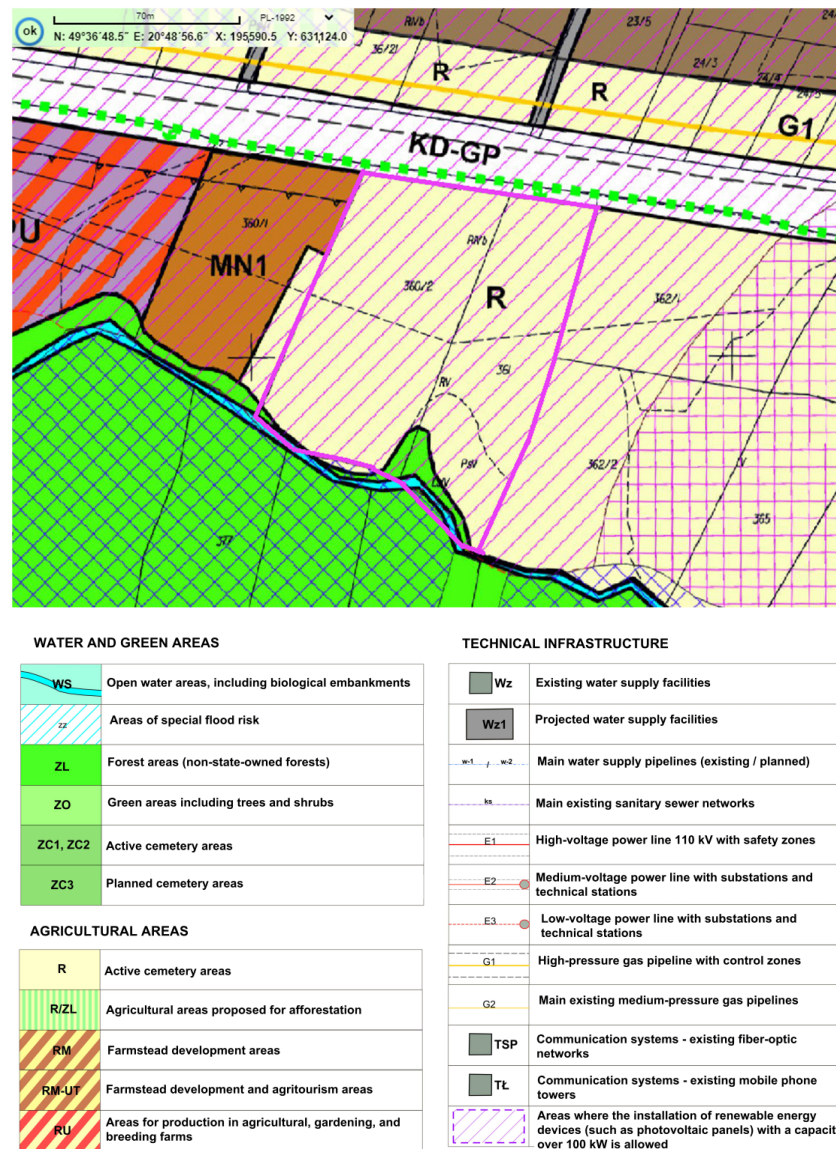 ok
70m
PL-1992
N: 49°36'48.5" E: 20°48'56.6" X: 195,590.5 Y: 631,124.0
RIVb
23/5
36/21
R
24/3
R
24/4
24/5
G1
KD-GP
PU
360/1
MN1
RIVb
360/2
R
362/1
361
RV
PsV
LzV
362/2
V
365
377
WATER AND GREEN AREAS
WS Open water areas, including biological embankments
ZZ Areas of special flood risk
ZL Forest areas (non-state-owned forests)
ZO Green areas including trees and shrubs
ZC1, ZC2 Active cemetery areas
ZC3 Planned cemetery areas
AGRICULTURAL AREAS
R Active cemetery areas
R/ZL Agricultural areas proposed for afforestation
RM Farmstead development areas
RM-UT Farmstead development and agritourism areas
RU Areas for production in agricultural, gardening, and
breeding farms
TECHNICAL INFRASTRUCTURE
Wz Existing water supply facilities
Wz1 Projected water supply facilities
w-1 / w-2 Main water supply pipelines (existing / planned)
ks Main existing sanitary sewer networks
E1 High-voltage power line 110 kV with safety zones
E2 Medium-voltage power line with substations and
technical stations
E3 Low-voltage power line with substations and
technical stations
G1 High-pressure gas pipeline with control zones
G2 Main existing medium-pressure gas pipelines
TSP Communication systems - existing fiber-optic
networks
TŁ Communication systems - existing mobile phone
towers
Areas where the installation of renewable energy
devices (such as photovoltaic panels) with a capacit
over 100 kW is allowed